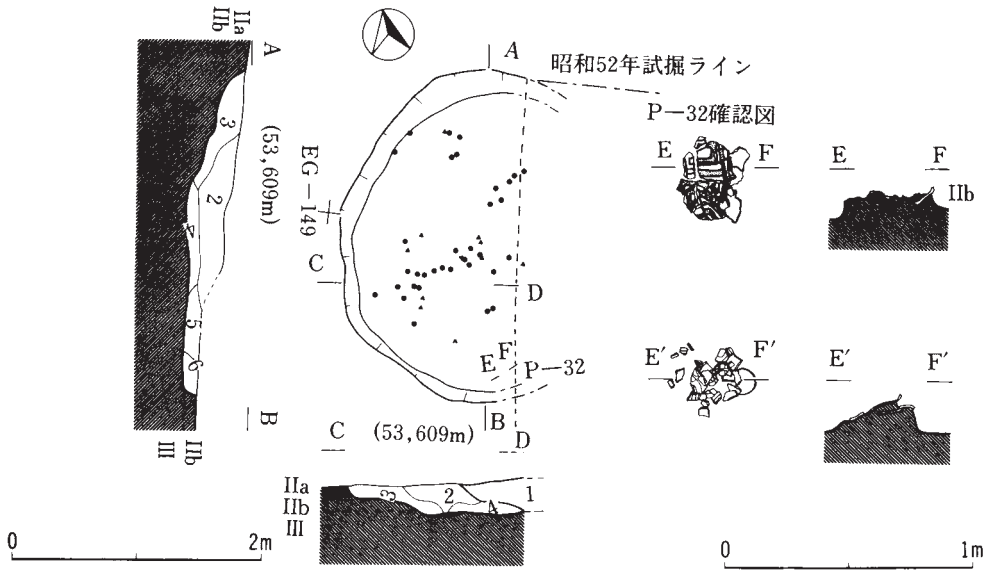 IIa
IIb
A
3
2
(53,609m)
4
5
6
B
IIb
III
0 2m
A
昭和52年試掘ライン
EG-149
C
D
E F
P-32
B
C (53,609m) D
IIa
IIb
III
3 2 4 1
P-32確認図
E F
E F
IIb
E′ F′
E′ F′
0 1m